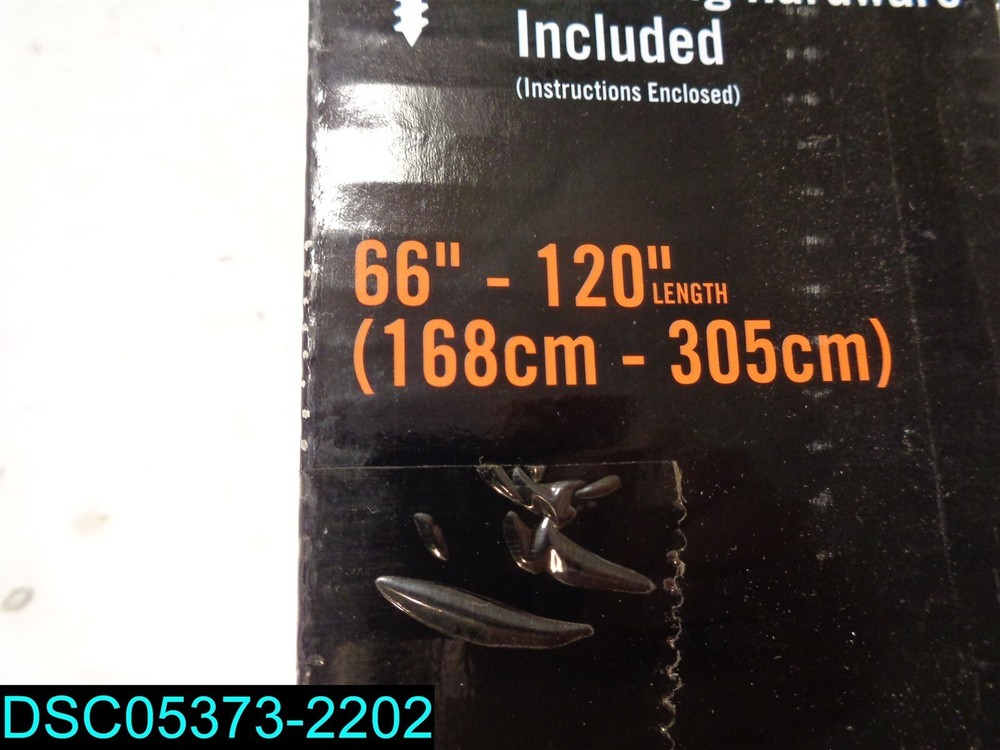 Included
(Instructions Enclosed)
66" - 120" LENGTH
(168cm - 305cm)
DSC05373-2202